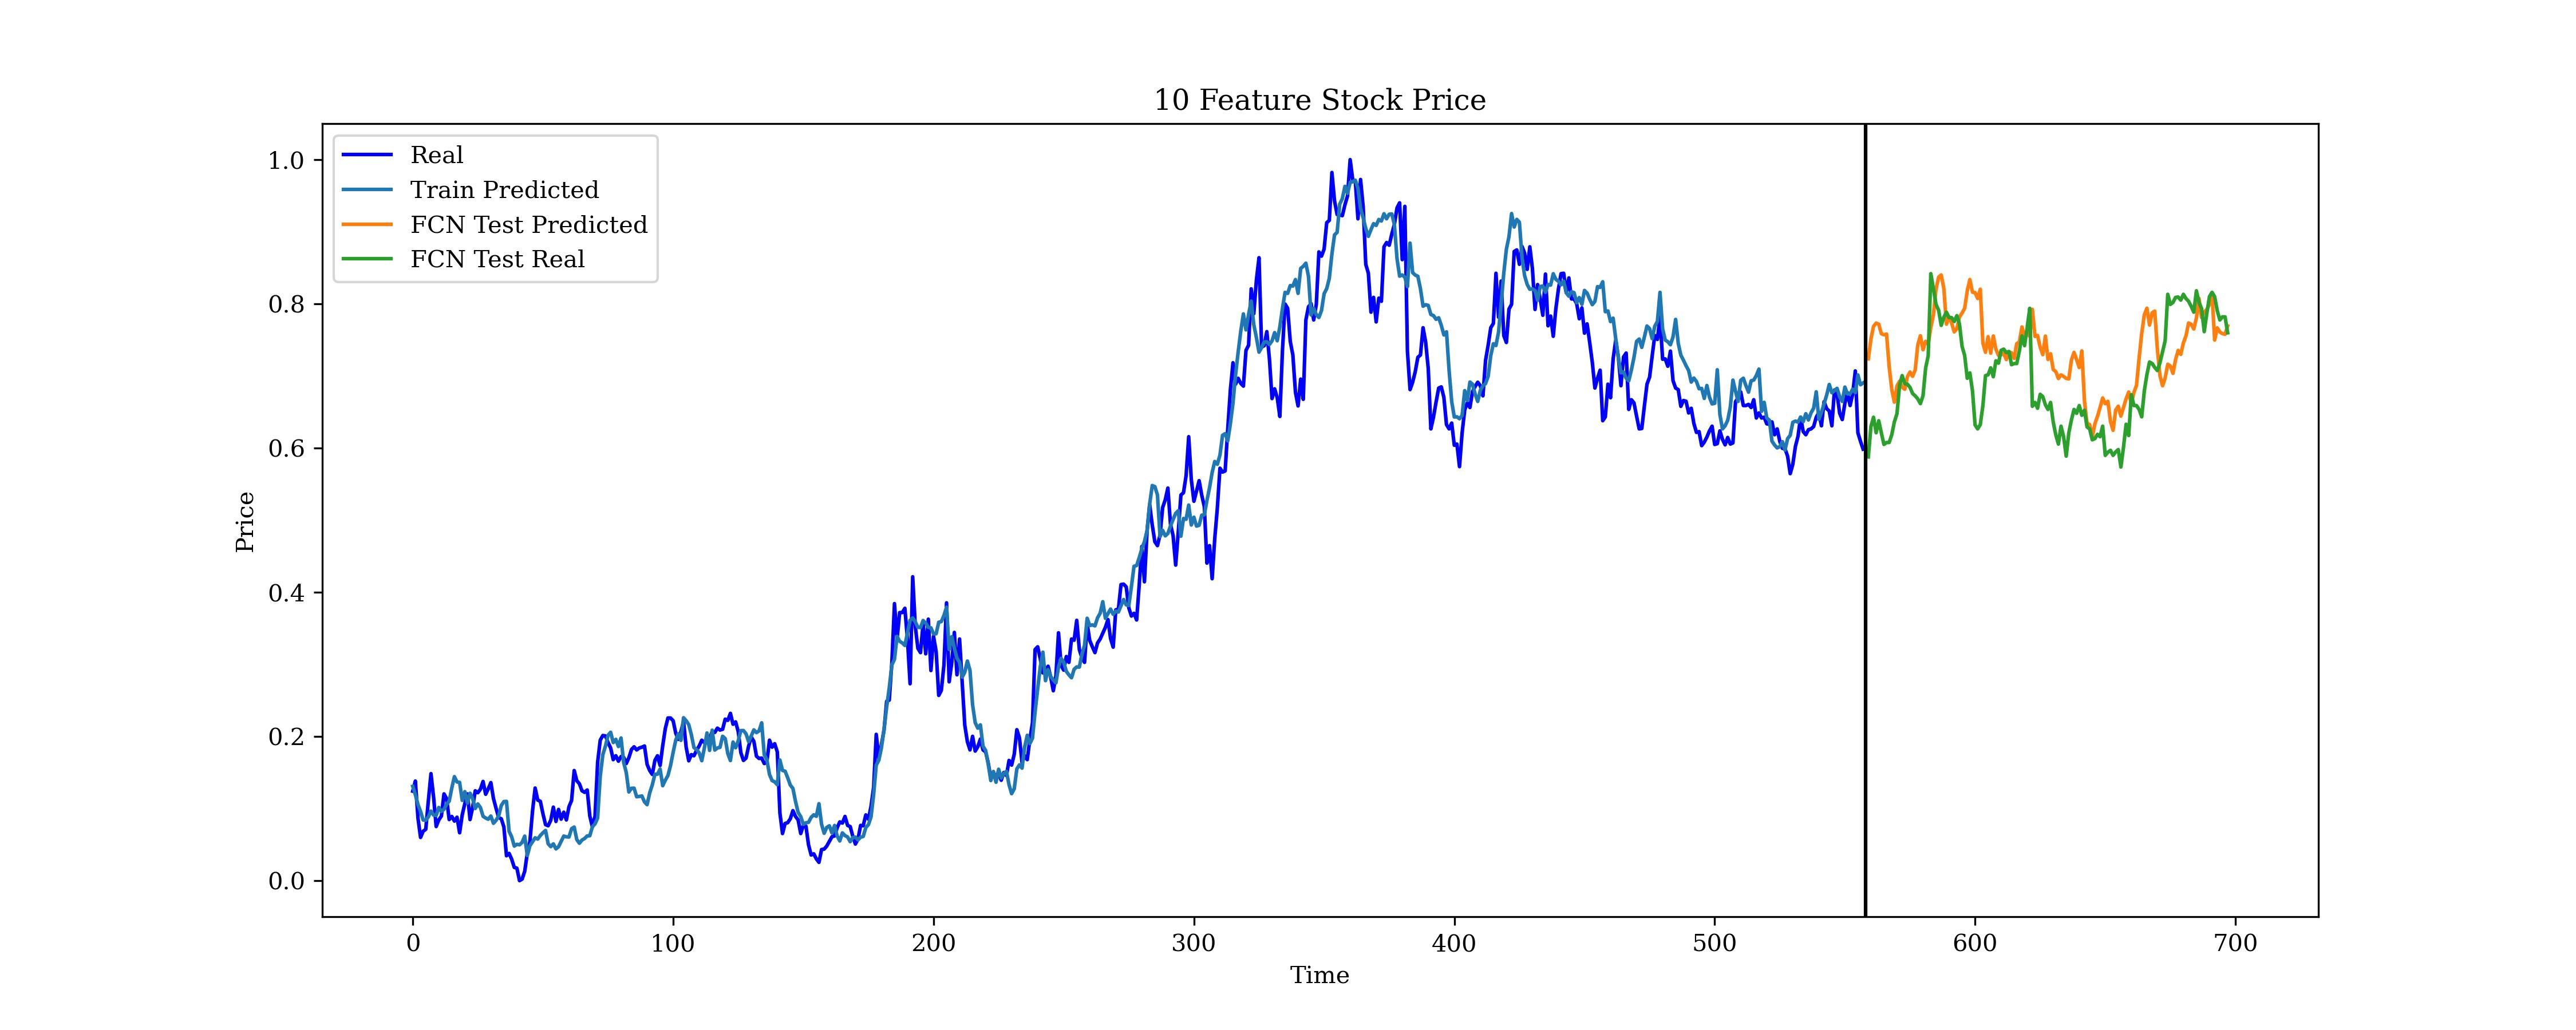 10 Feature Stock Price
Real
Train Predicted
FCN Test Predicted
FCN Test Real
1.0
0.8
0.6
0.4
0.2
0.0
Price
0 100 200 300 400 500 600 700
Time